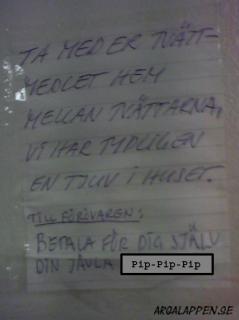 TA MED ER TVÄTT-
MEDLET HEM
MELLAN TVÄTTARNA,
VI HAR TYDLIGEN
EN TJUV I HUSET.
TILL FÖRÖVAREN:
BETALA FÖR DIG SJÄLV
DIN JÄVLA Pip-Pip-Pip
ARGALAPPEN.SE